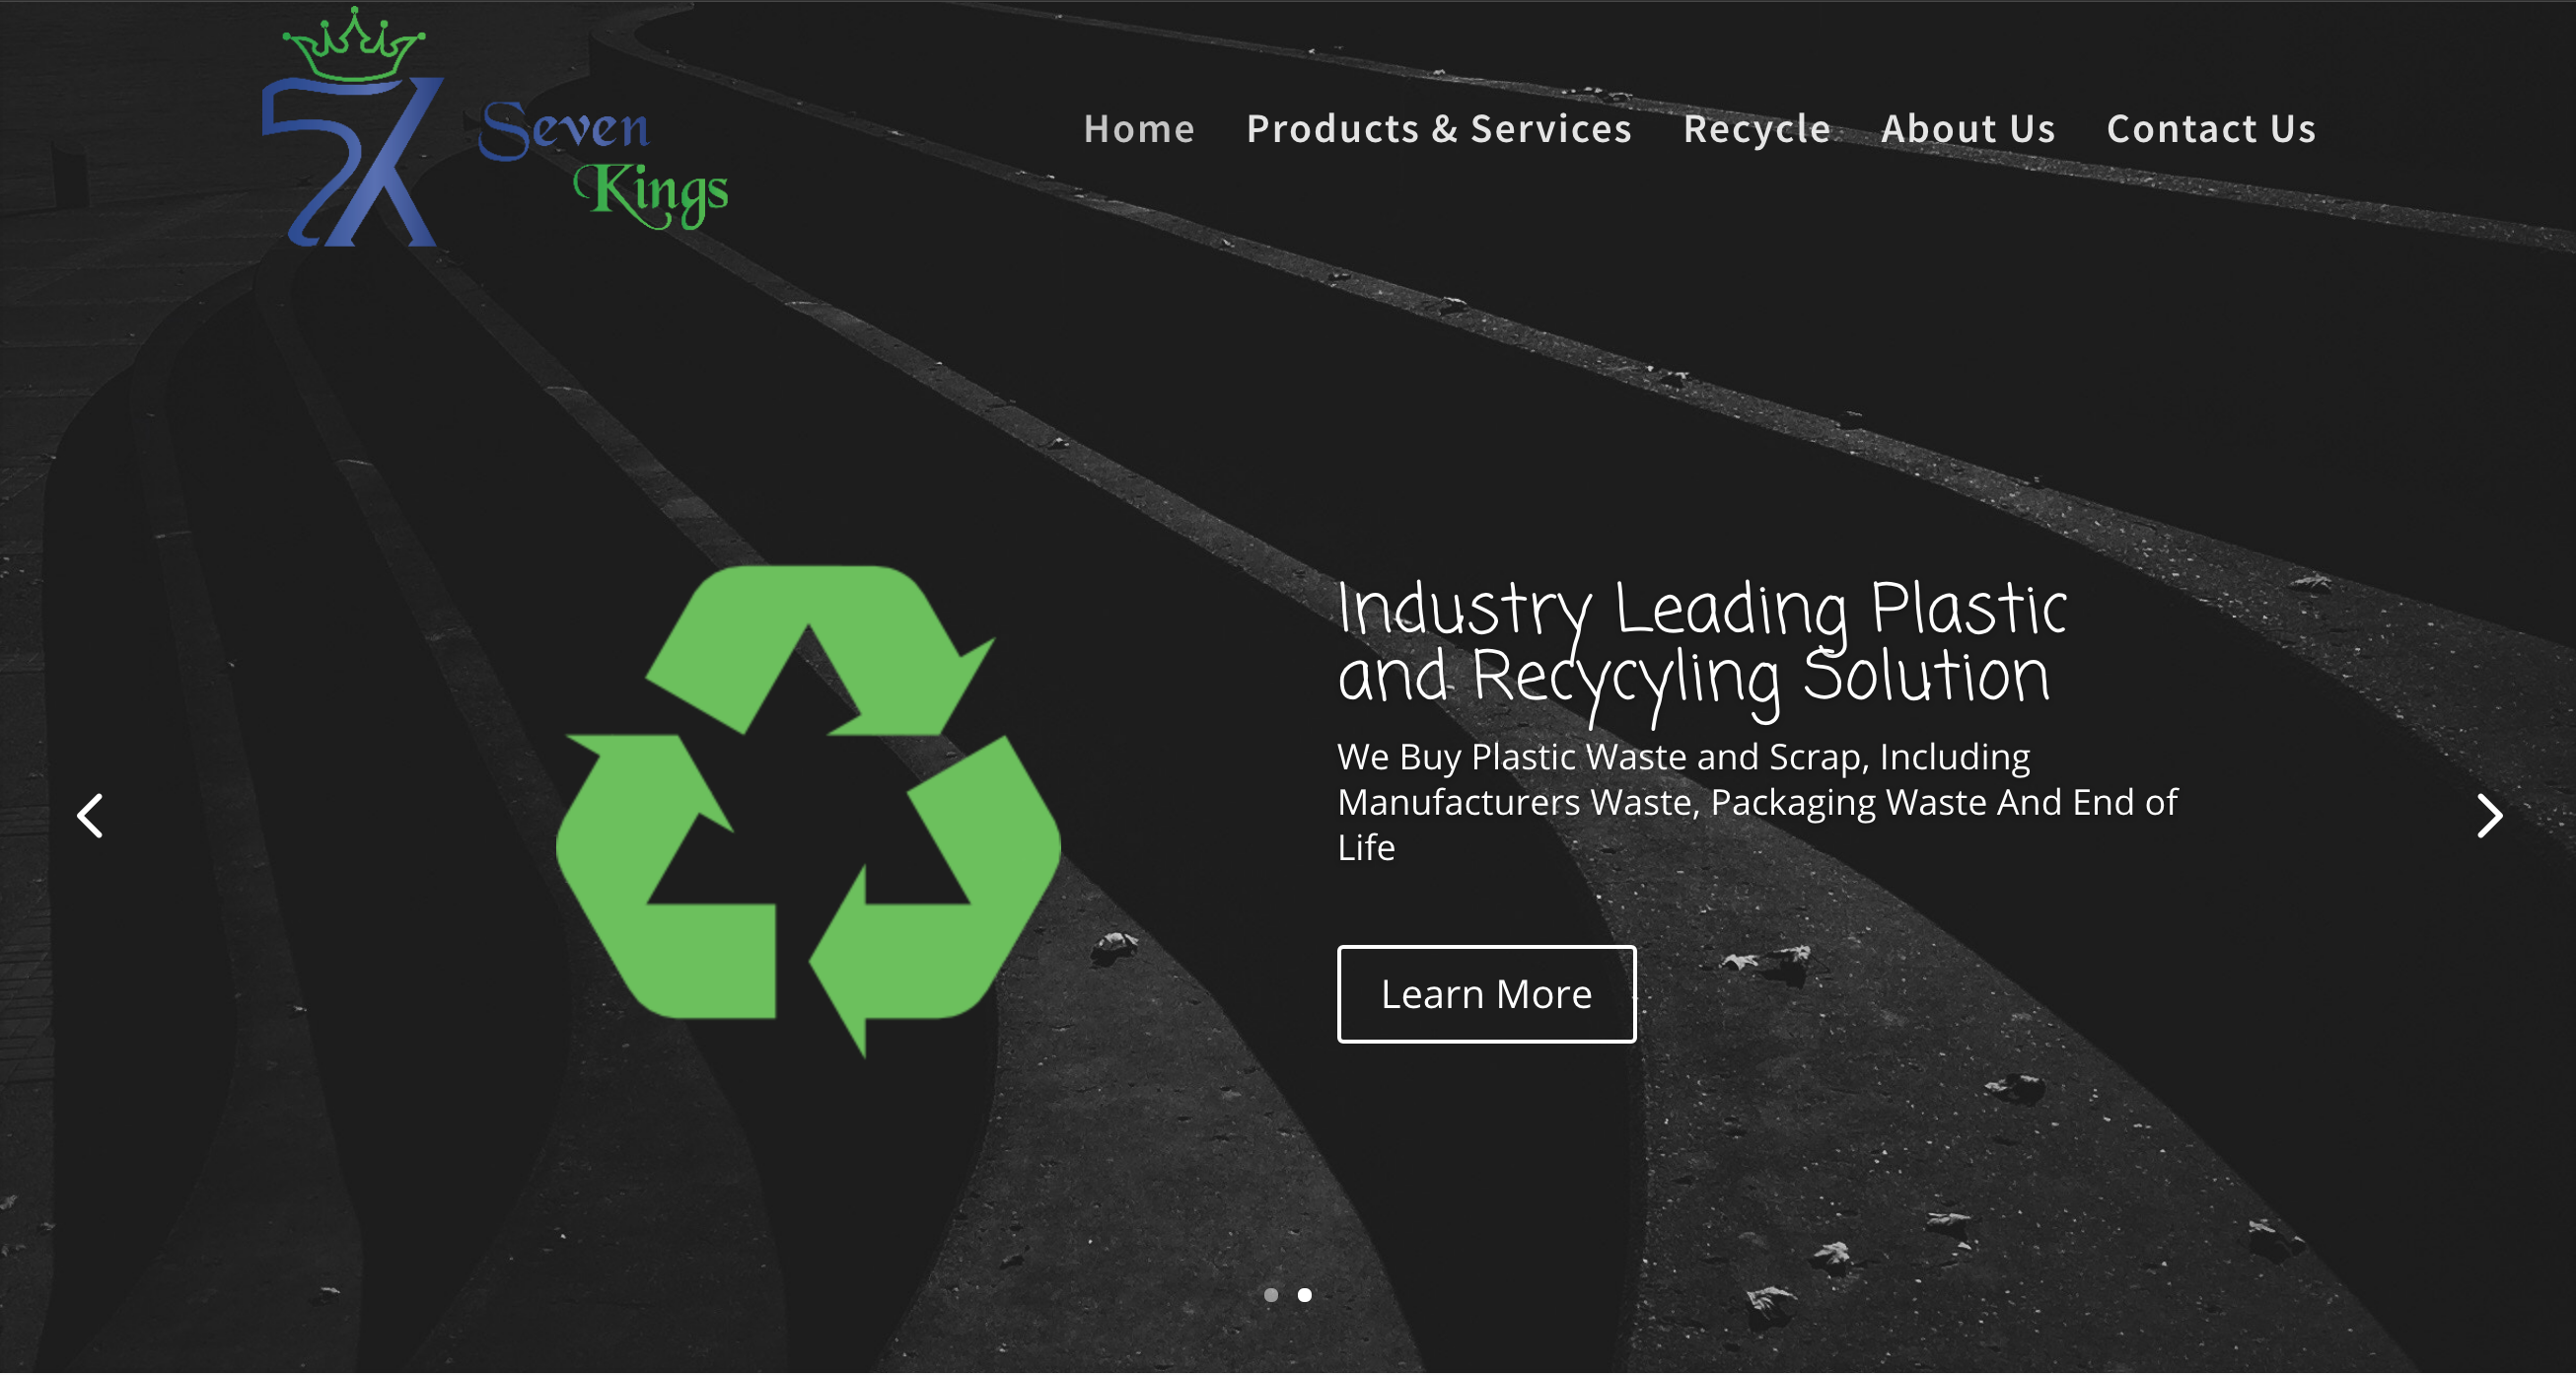 Seven
Kings
Home Products & Services Recycle About Us Contact Us
Industry Leading Plastic
and Recycyling Solution
We Buy Plastic Waste and Scrap, Including
Manufacturers Waste, Packaging Waste And End of
Life
Learn More